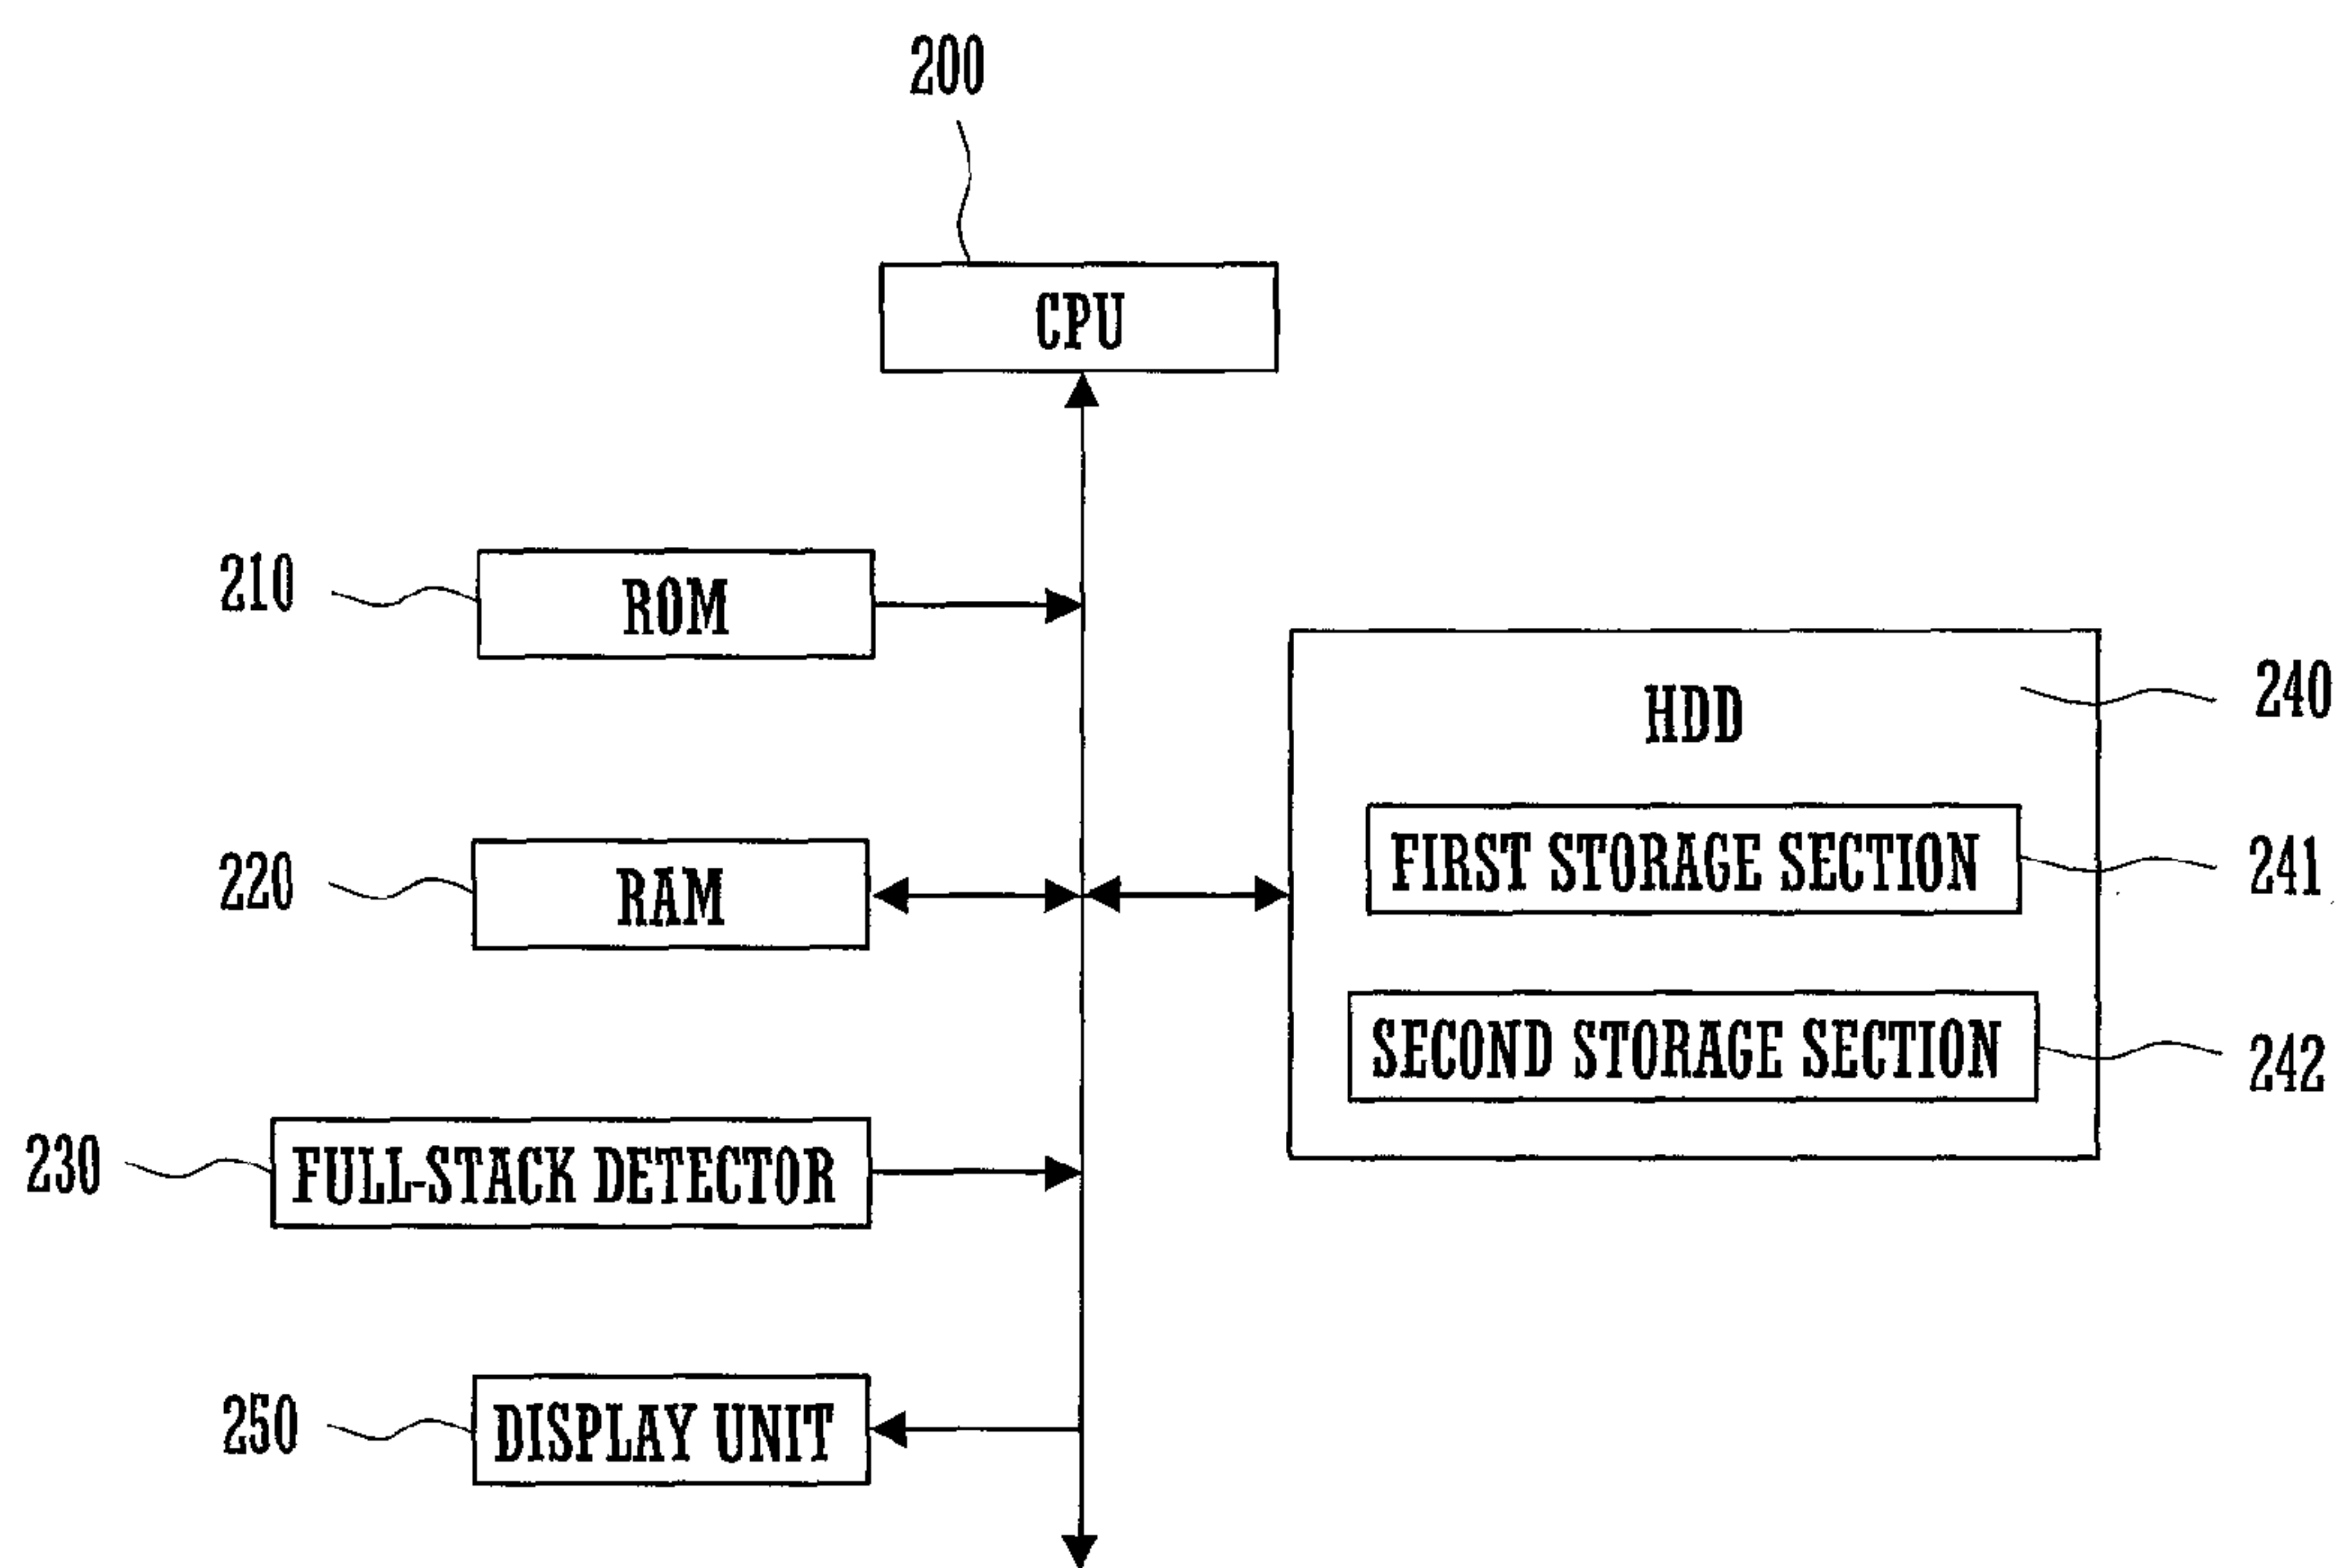 200
CPU
210
ROM
HDD
240
220
RAM
FIRST STORAGE SECTION
241
SECOND STORAGE SECTION
242
230
FULL-STACK DETECTOR
250
DISPLAY UNIT